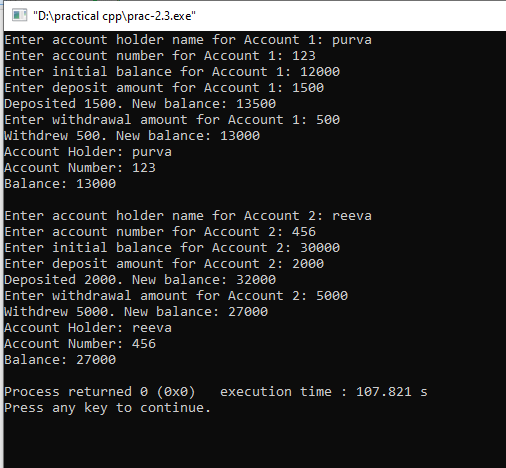 "D:\practical cpp\prac-2.3.exe"
Enter account holder name for Account 1: purva
Enter account number for Account 1: 123
Enter initial balance for Account 1: 12000
Enter deposit amount for Account 1: 1500
Deposited 1500. New balance: 13500
Enter withdrawal amount for Account 1: 500
Withdrew 500. New balance: 13000
Account Holder: purva
Account Number: 123
Balance: 13000

Enter account holder name for Account 2: reeva
Enter account number for Account 2: 456
Enter initial balance for Account 2: 30000
Enter deposit amount for Account 2: 2000
Deposited 2000. New balance: 32000
Enter withdrawal amount for Account 2: 5000
Withdrew 5000. New balance: 27000
Account Holder: reeva
Account Number: 456
Balance: 27000

Process returned 0 (0x0)   execution time : 107.821 s
Press any key to continue.